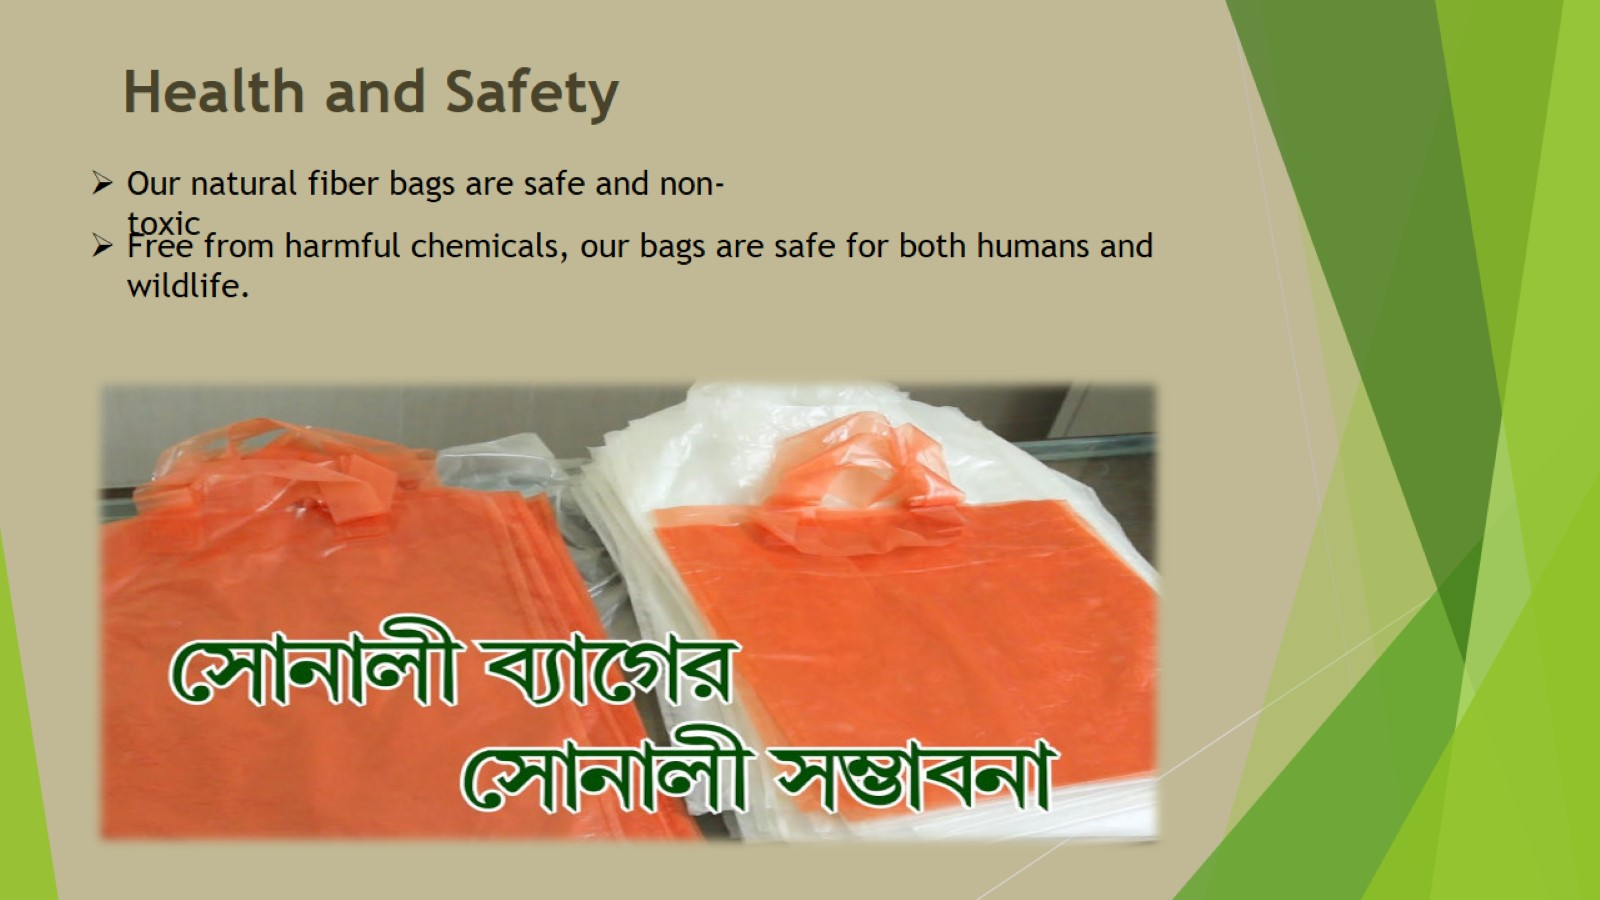 Health and Safety
➢ Our natural fiber bags are safe and non-
toxic
➢ Free from harmful chemicals, our bags are safe for both humans and
wildlife.
সোনালী ব্যাগের
সোনালী সম্ভাবনা